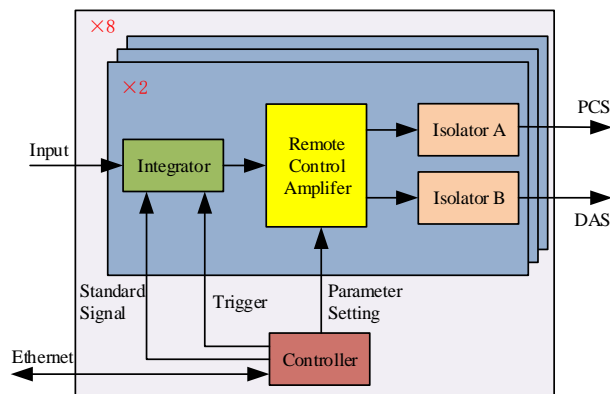 ×8
×2
Input
Integrator
Remote
Control
Amplifer
Isolator A
Isolator B
PCS
DAS
Standard
Signal
Trigger
Parameter
Setting
Ethernet
Controller